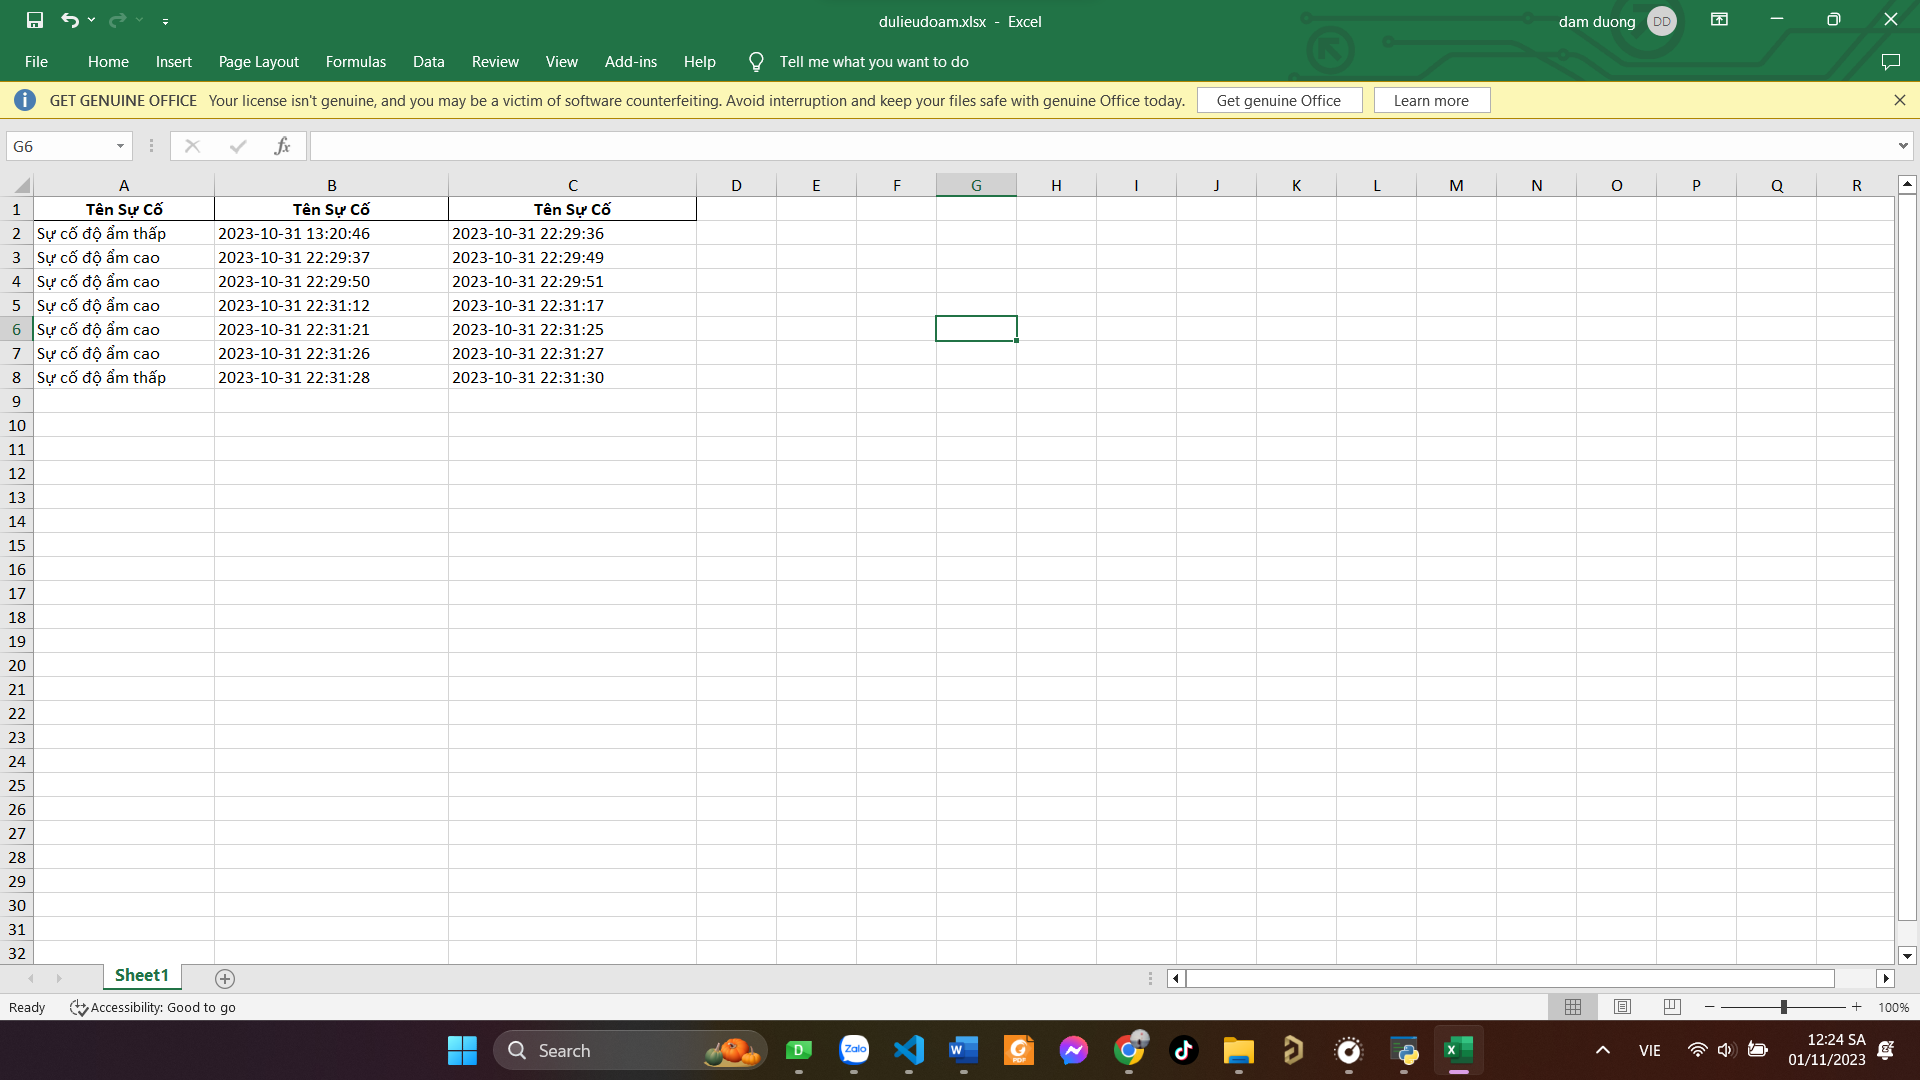 dulieudoam.xlsx - Excel
dam duong DD
File Home Insert Page Layout Formulas Data Review View Add-ins Help Tell me what you want to do
GET GENUINE OFFICE Your license isn't genuine, and you may be a victim of software counterfeiting. Avoid interruption and keep your files safe with genuine Office today. Get genuine Office Learn more
G6 fx
A B C D E F G H I J K L M N O P Q R
1 Tên Sự Cố Tên Sự Cố Tên Sự Cố
2 Sự cố độ ẩm thấp 2023-10-31 13:20:46 2023-10-31 22:29:36
3 Sự cố độ ẩm cao 2023-10-31 22:29:37 2023-10-31 22:29:49
4 Sự cố độ ẩm cao 2023-10-31 22:29:50 2023-10-31 22:29:51
5 Sự cố độ ẩm cao 2023-10-31 22:31:12 2023-10-31 22:31:17
6 Sự cố độ ẩm cao 2023-10-31 22:31:21 2023-10-31 22:31:25
7 Sự cố độ ẩm cao 2023-10-31 22:31:26 2023-10-31 22:31:27
8 Sự cố độ ẩm thấp 2023-10-31 22:31:28 2023-10-31 22:31:30
9
10
11
12
13
14
15
16
17
18
19
20
21
22
23
24
25
26
27
28
29
30
31
32
Sheet1
Ready Accessibility: Good to go 100%
Search D Zalo W PDF X VIE 12:24 SA
01/11/2023